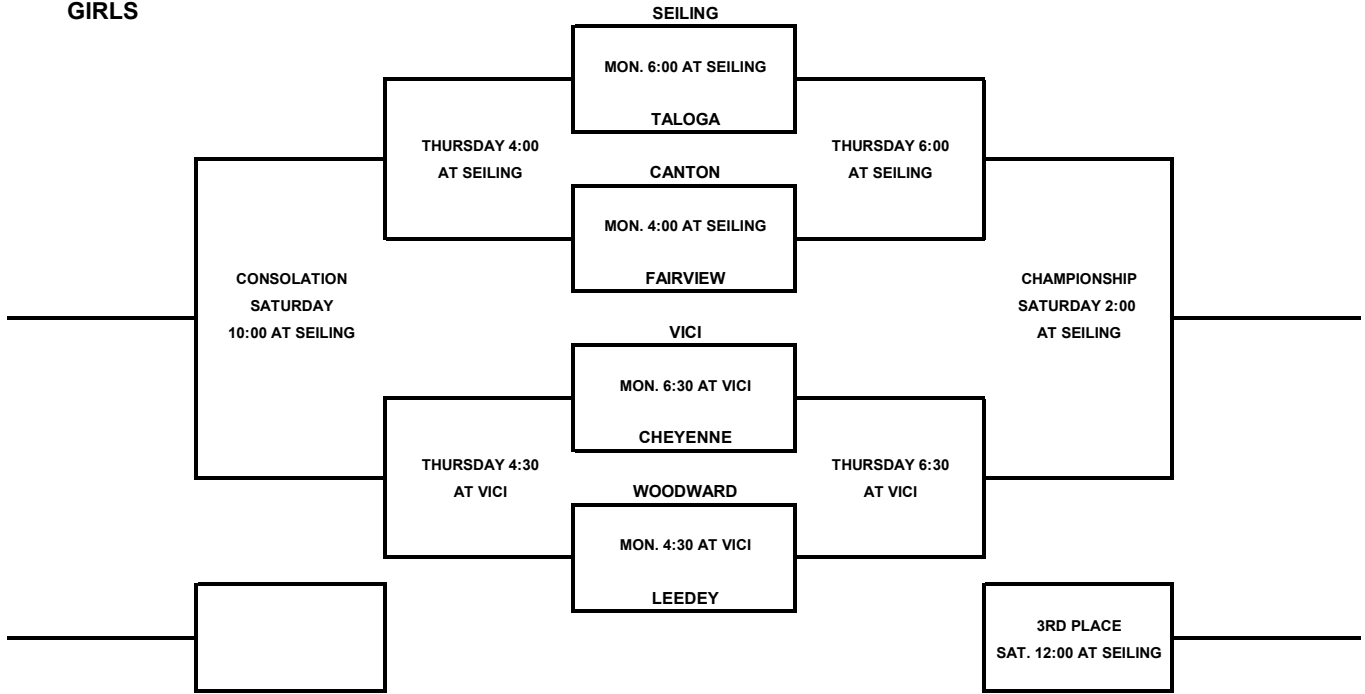 GIRLS
SEILING
MON. 6:00 AT SEILING
TALOGA
THURSDAY 4:00
AT SEILING
THURSDAY 6:00
AT SEILING
CANTON
MON. 4:00 AT SEILING
FAIRVIEW
CONSOLATION
SATURDAY
10:00 AT SEILING
CHAMPIONSHIP
SATURDAY 2:00
AT SEILING
VICI
MON. 6:30 AT VICI
CHEYENNE
THURSDAY 4:30
AT VICI
THURSDAY 6:30
AT VICI
WOODWARD
MON. 4:30 AT VICI
LEEDEY
3RD PLACE
SAT. 12:00 AT SEILING